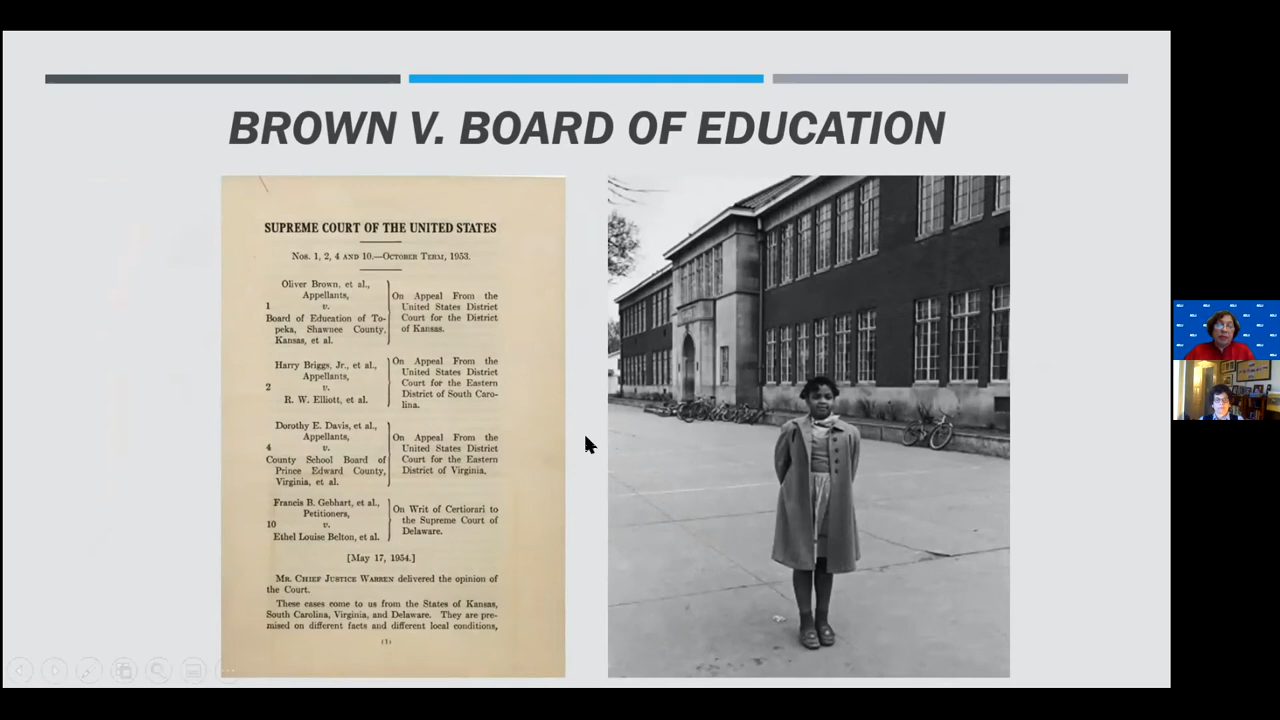 BROWN V. BOARD OF EDUCATION
SUPREME COURT OF THE UNITED STATES
Nos. 1, 2, 4 AND 10.—OCTOBER TERM, 1953.
Oliver Brown, et al.,
Appellants,
1 v.
Board of Education of To-
peka, Shawnee County,
Kansas, et al.
On Appeal From the
United States District
Court for the District
of Kansas.
Harry Briggs, Jr., et al.,
Appellants,
2 v.
R. W. Elliott, et al.
On Appeal From the
United States District
Court for the Eastern
District of South Caro-
lina.
Dorothy E. Davis, et al.,
Appellants,
4 v.
County School Board of
Prince Edward County,
Virginia, et al.
On Appeal From the
United States District
Court for the Eastern
District of Virginia.
Francis B. Gebhart, et al.,
Petitioners,
10 v.
Ethel Louise Belton, et al.
On Writ of Certiorari to
the Supreme Court of
Delaware.
[May 17, 1954.]
MR. CHIEF JUSTICE WARREN delivered the opinion of
the Court.
These cases come to us from the States of Kansas,
South Carolina, Virginia, and Delaware. They are pre-
mised on different facts and different local conditions,
(1)